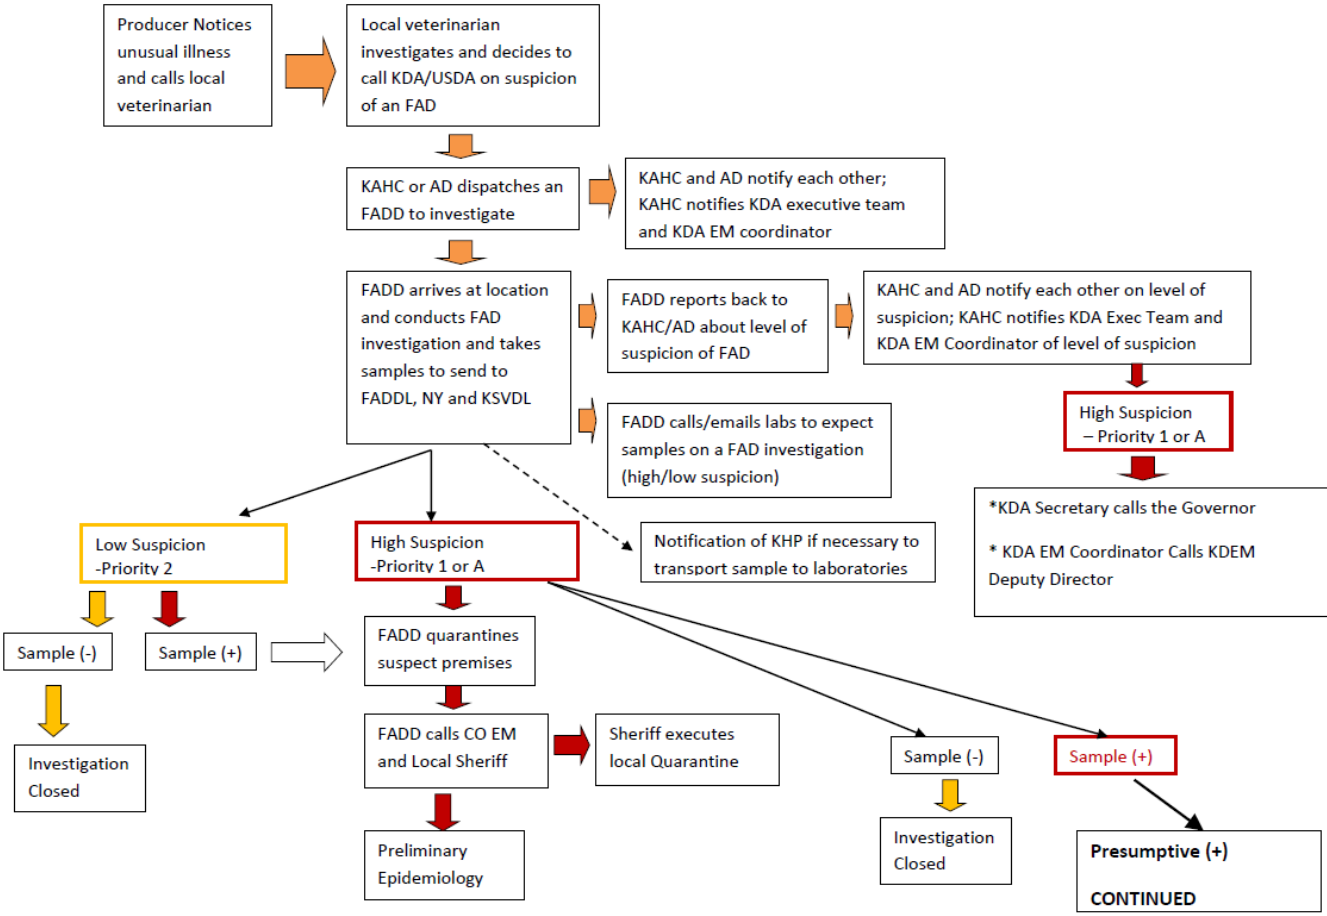 Producer Notices
unusual illness
and calls local
veterinarian
Local veterinarian
investigates and decides to
call KDA/USDA on suspicion
of an FAD
KAHC or AD dispatches an
FADD to investigate
KAHC and AD notify each other;
KAHC notifies KDA executive team
and KDA EM coordinator
FADD arrives at location
and conducts FAD
investigation and takes
samples to send to
FADDL, NY and KSVDL
FADD reports back to
KAHC/AD about level of
suspicion of FAD
KAHC and AD notify each other on level of
suspicion; KAHC notifies KDA Exec Team and
KDA EM Coordinator of level of suspicion
FADD calls/emails labs to expect
samples on a FAD investigation
(high/low suspicion)
High Suspicion
– Priority 1 or A
*KDA Secretary calls the Governor
* KDA EM Coordinator Calls KDEM
Deputy Director
Low Suspicion
-Priority 2
High Suspicion
-Priority 1 or A
Notification of KHP if necessary to
transport sample to laboratories
Sample (-)
Sample (+)
FADD quarantines
suspect premises
FADD calls CO EM
and Local Sheriff
Sheriff executes
local Quarantine
Sample (-)
Sample (+)
Investigation
Closed
Preliminary
Epidemiology
Investigation
Closed
Presumptive (+)
CONTINUED